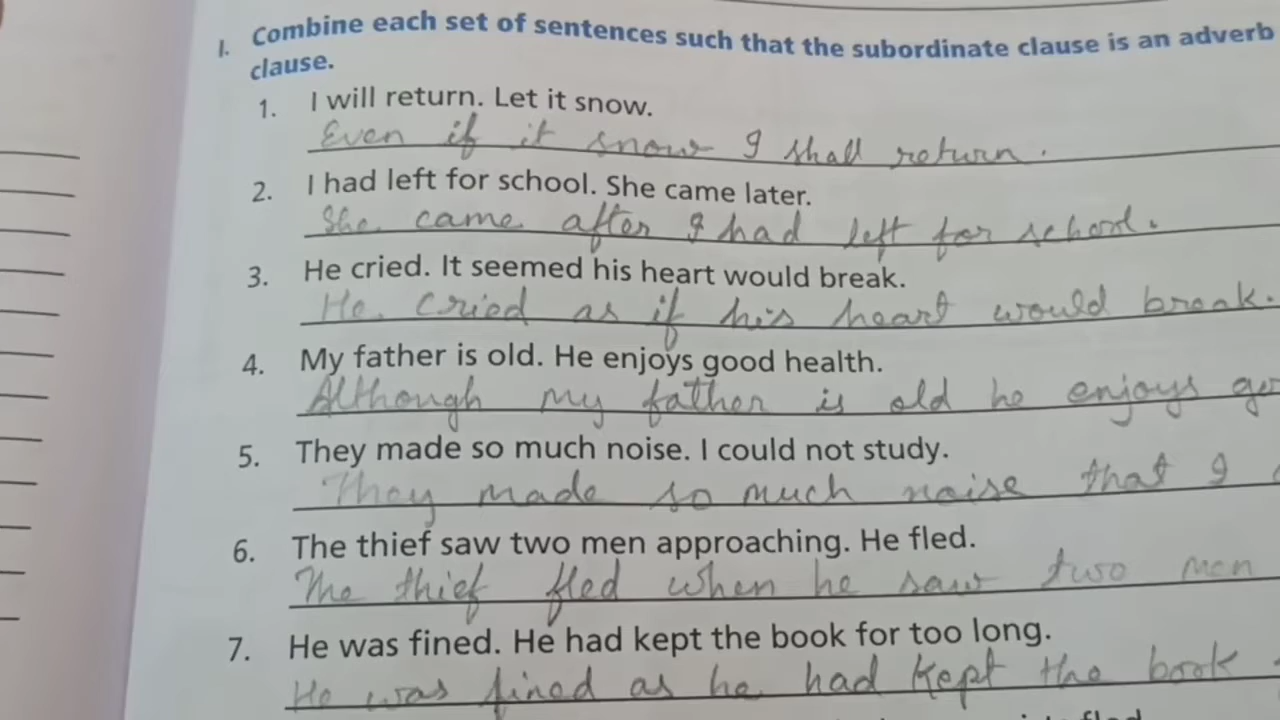 I. Combine each set of sentences such that the subordinate clause is an adverb
clause.
1. I will return. Let it snow.
Even if it snow I shall return.
2. I had left for school. She came later.
She came after I had left for school.
3. He cried. It seemed his heart would break.
He cried as if his heart would break.
4. My father is old. He enjoys good health.
Although my father is old he enjoys
5. They made so much noise. I could not study.
They made so much noise that I
6. The thief saw two men approaching. He fled.
The thief fled when he saw two men
7. He was fined. He had kept the book for too long.
He was fined as he had kept the book